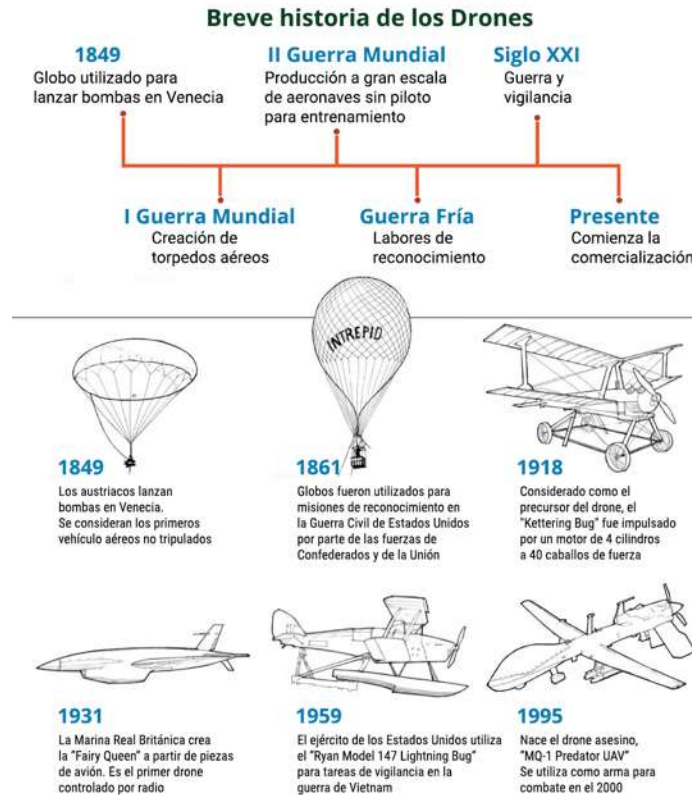 Breve historia de los Drones
1849
Globo utilizado para
lanzar bombas en Venecia
II Guerra Mundial
Producción a gran escala
de aeronaves sin piloto
para entrenamiento
Siglo XXI
Guerra y
vigilancia
I Guerra Mundial
Creación de
torpedos aéreos
Guerra Fría
Labores de
reconocimiento
Presente
Comienza la
comercialización
INTREPID
1849
Los austriacos lanzan
bombas en Venecia.
Se consideran los primeros
vehículo aéreos no tripulados
1861
Globos fueron utilizados para
misiones de reconocimiento en
la Guerra Civil de Estados Unidos
por parte de las fuerzas de
Confederados y de la Unión
1918
Considerado como el
precursor del drone, el
"Kettering Bug" fue impulsado
por un motor de 4 cilindros
a 40 caballos de fuerza
1931
La Marina Real Británica crea
la "Fairy Queen" a partir de piezas
de avión. Es el primer drone
controlado por radio
1959
El ejército de los Estados Unidos utiliza
el "Ryan Model 147 Lightning Bug"
para tareas de vigilancia en la
guerra de Vietnam
1995
Nace el drone asesino,
"MQ-1 Predator UAV"
Se utiliza como arma para
combate en el 2000